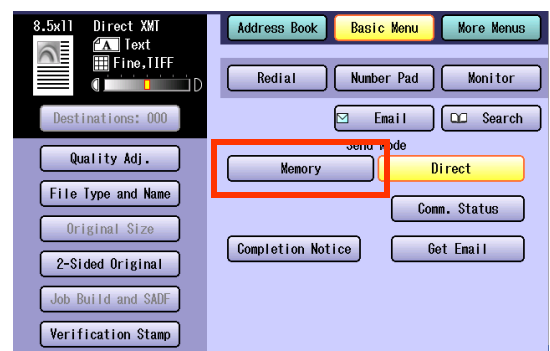 8.5x11 Direct XMT
A Text
Fine,TIFF
D
Destinations: 000
Quality Adj.
File Type and Name
Original Size
2-Sided Original
Job Build and SADF
Verification Stamp
Address Book Basic Menu More Menus
Redial Number Pad Monitor
Email Search
Send Mode
Memory Direct
Comm. Status
Completion Notice Get Email